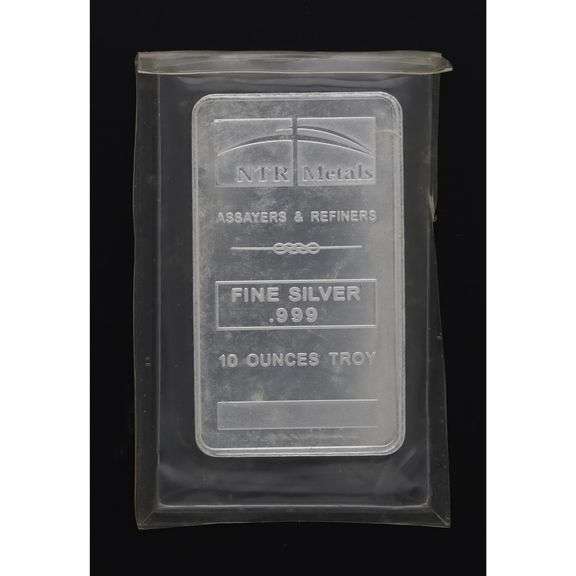 NTR Metals
ASSAYERS & REFINERS
FINE SILVER
.999
10 OUNCES TROY